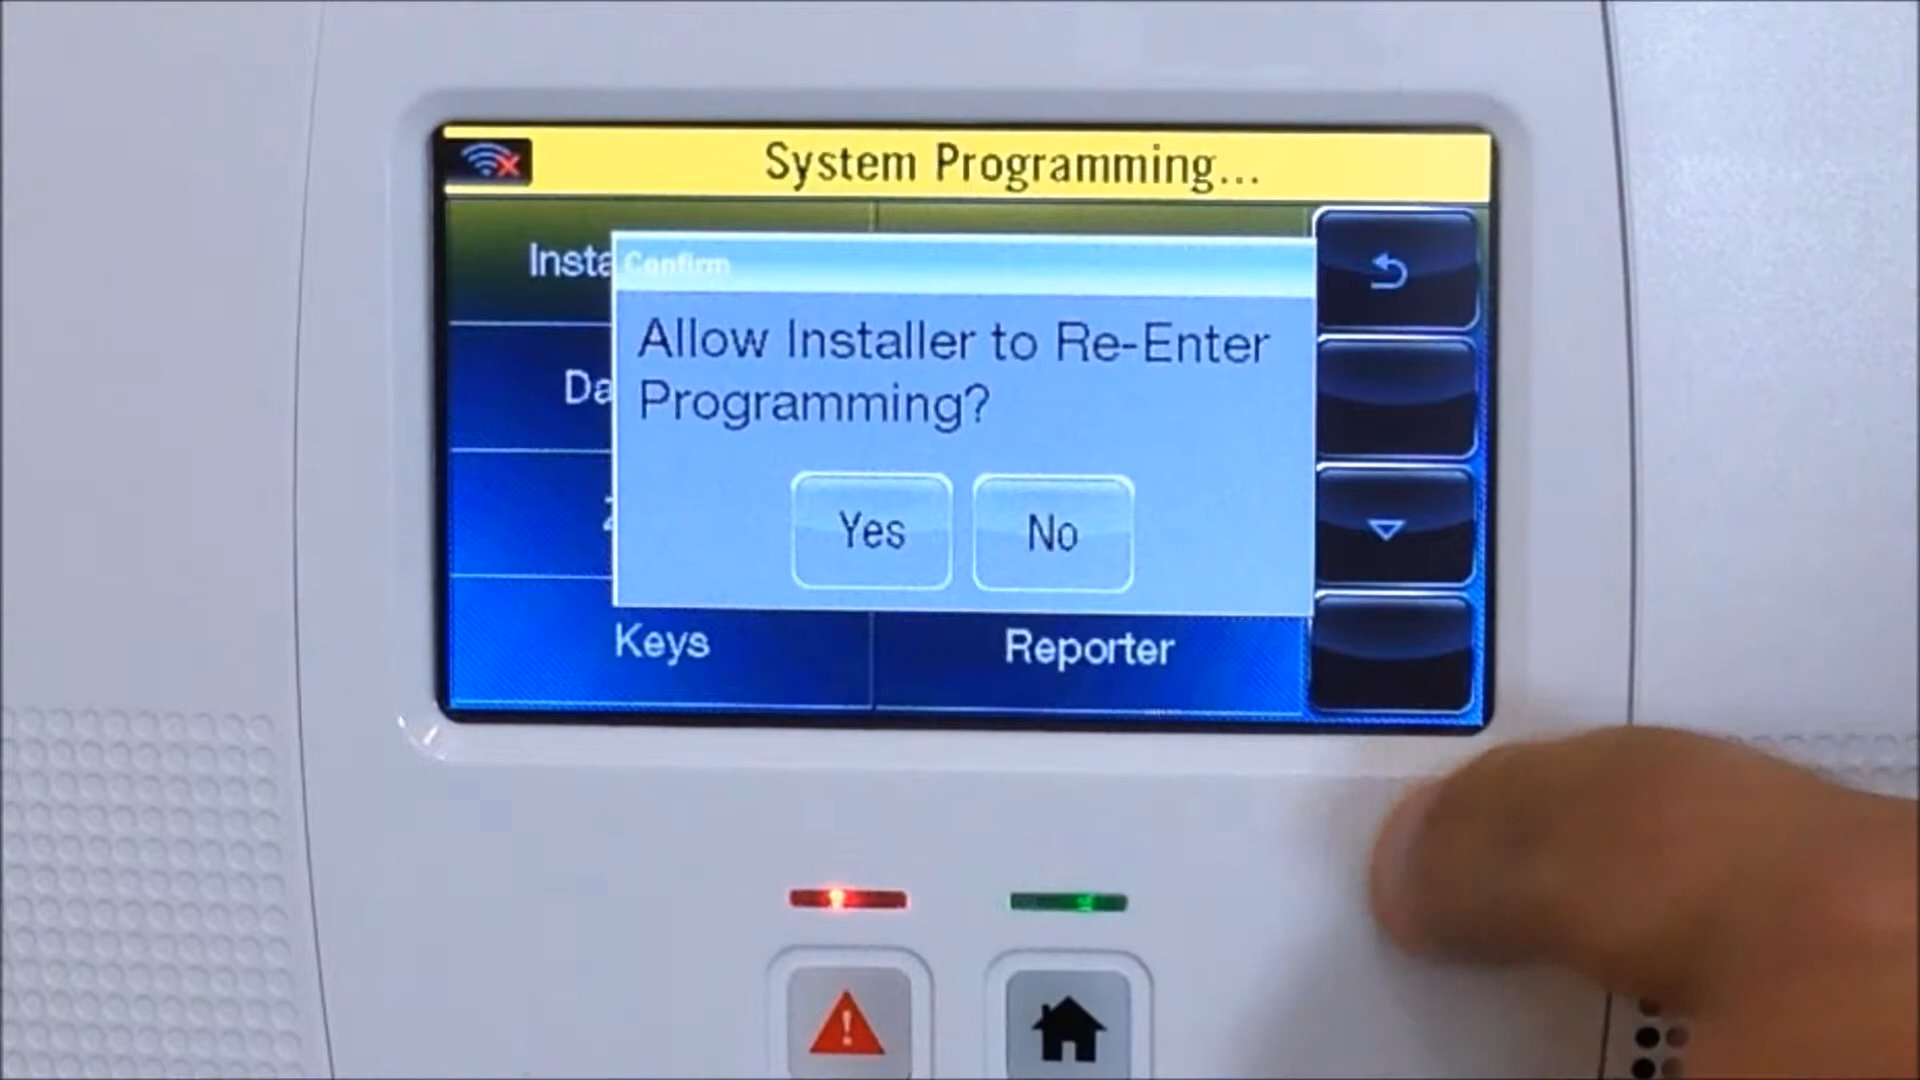 System Programming...
Insta
Confirm
Allow Installer to Re-Enter
Programming?
Da
Yes
No
Keys
Reporter